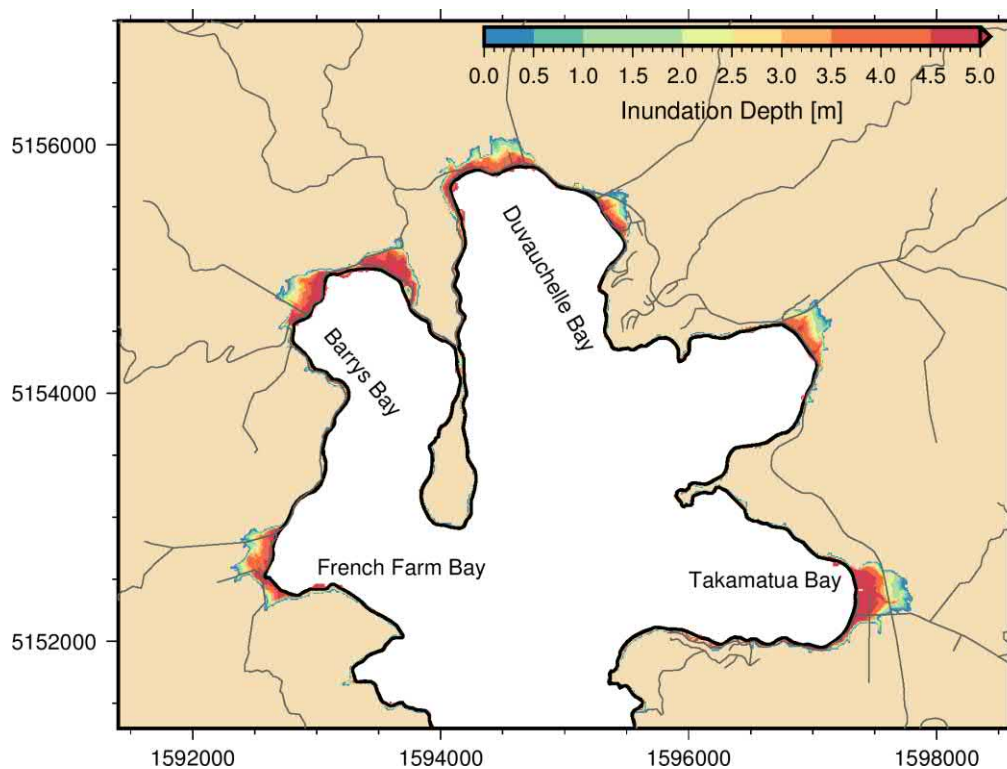 0.0 0.5 1.0 1.5 2.0 2.5 3.0 3.5 4.0 4.5 5.0
Inundation Depth [m]
5156000
Duvauchelle Bay
Barrys Bay
5154000
French Farm Bay
Takamatua Bay
5152000
1592000 1594000 1596000 1598000